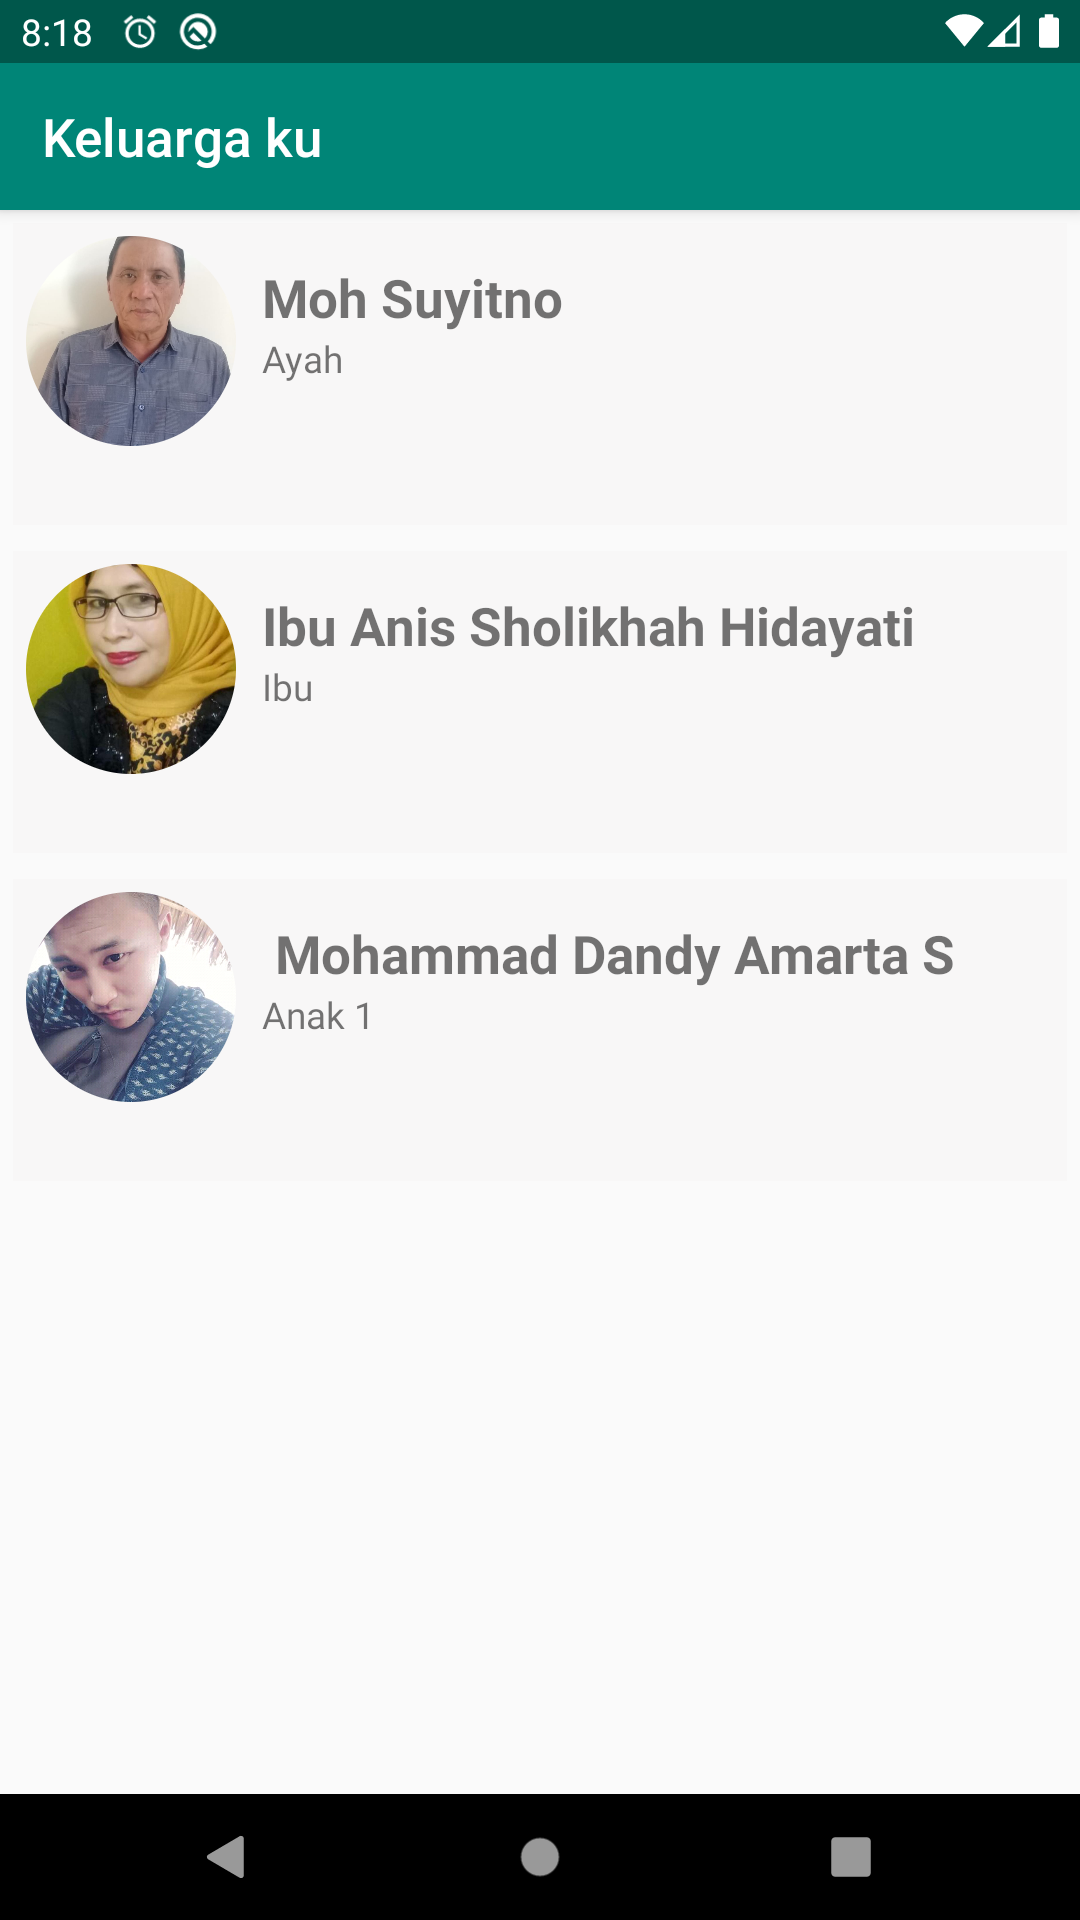 8:18
Keluarga ku
Moh Suyitno
Ayah
Ibu Anis Sholikhah Hidayati
Ibu
Mohammad Dandy Amarta S
Anak 1